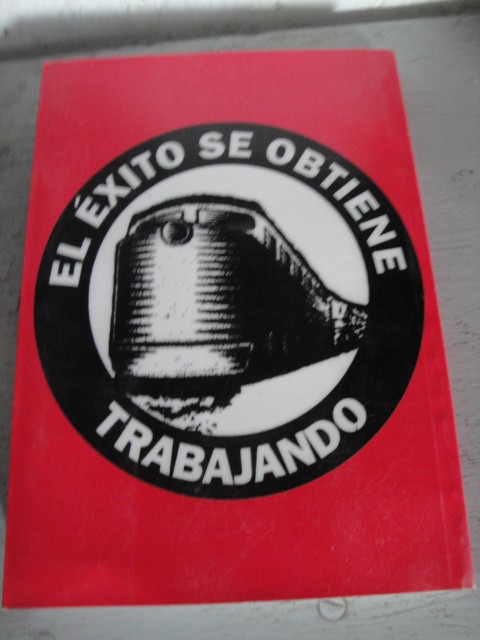 EL ÉXITO SE OBTIENE
TRABAJANDO